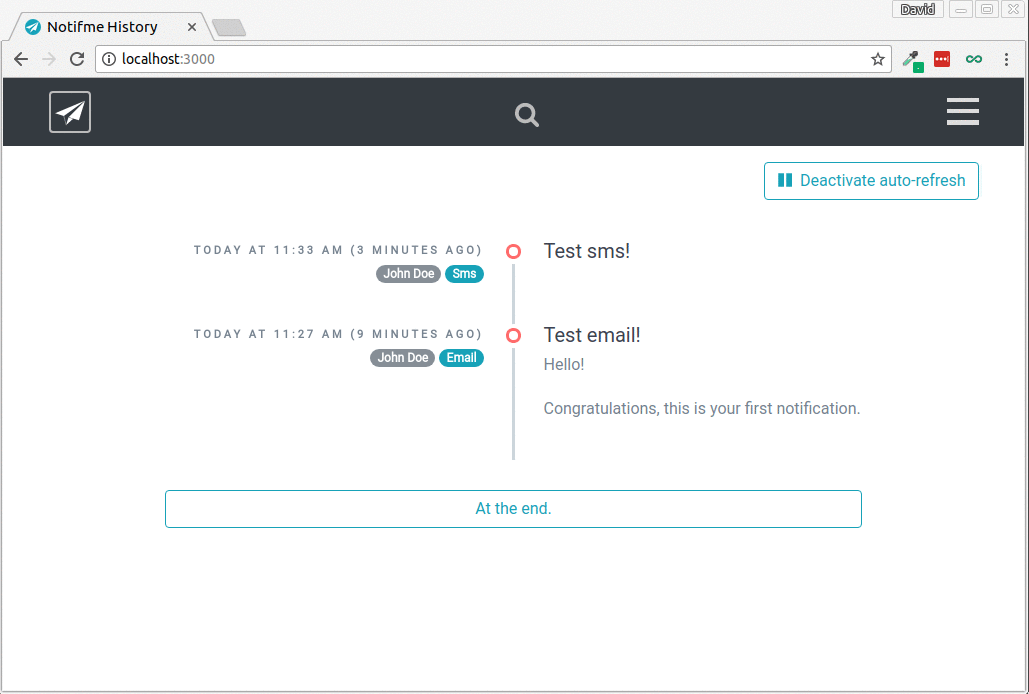 David
Notifme History
localhost:3000
Deactivate auto-refresh
TODAY AT 11:33 AM (3 MINUTES AGO)
Test sms!
John Doe Sms
TODAY AT 11:27 AM (9 MINUTES AGO)
Test email!
John Doe Email
Hello!
Congratulations, this is your first notification.
At the end.